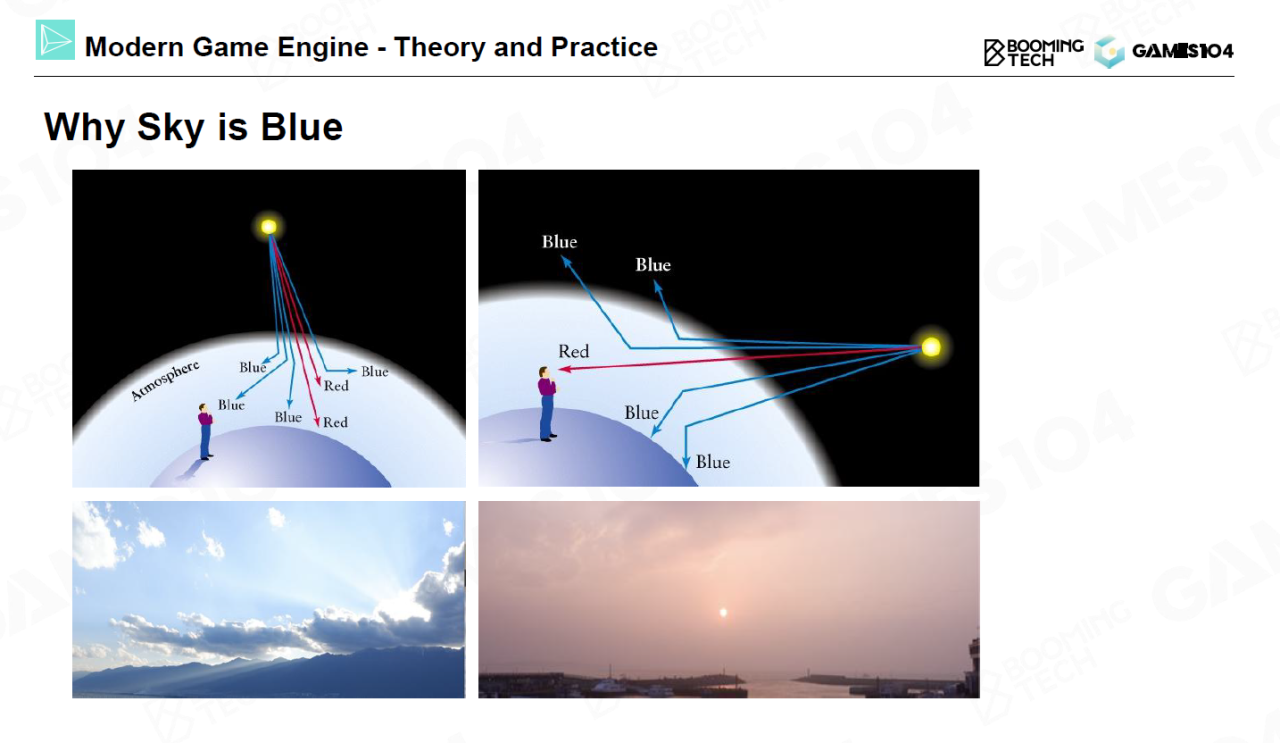 Modern Game Engine - Theory and Practice
BOOMING
TECH
GAMES104
Why Sky is Blue
Atmosphere
Blue
Blue
Blue
Red
Red
Blue
Blue
Blue
Red
Blue
Blue